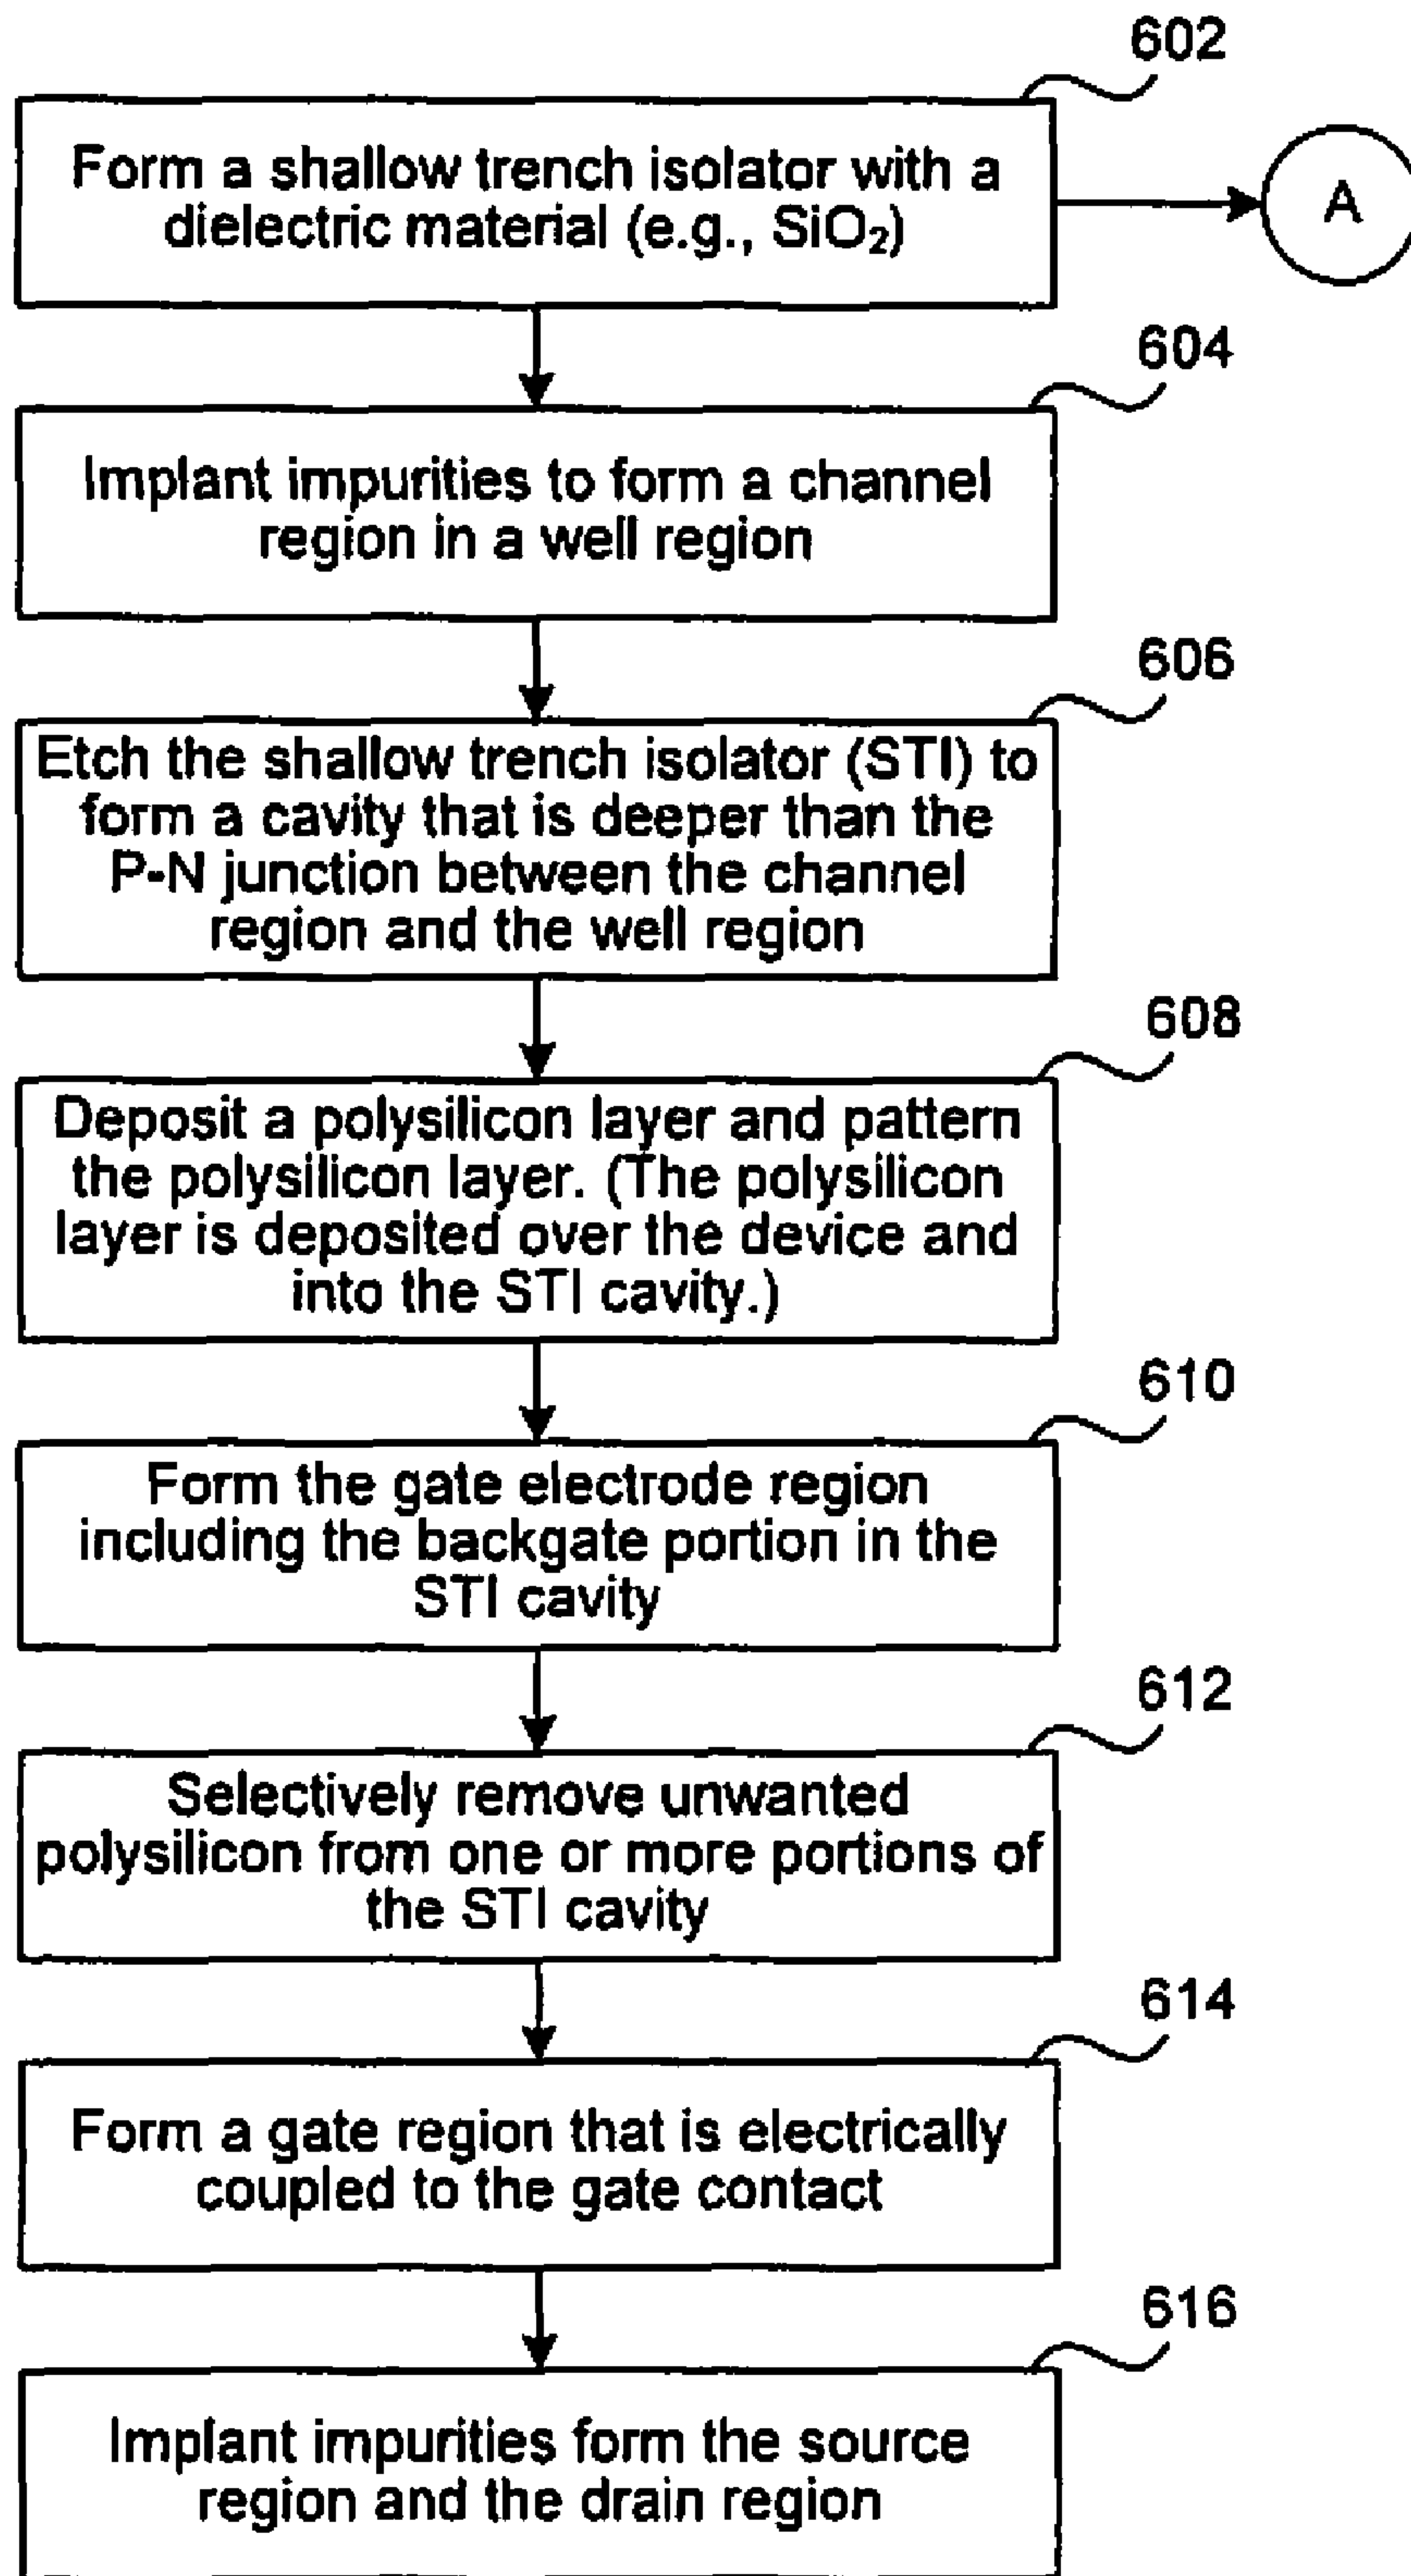 602
Form a shallow trench isolator with a
dielectric material (e.g., SiO₂)
A
604
Implant impurities to form a channel
region in a well region
606
Etch the shallow trench isolator (STI) to
form a cavity that is deeper than the
P-N junction between the channel
region and the well region
608
Deposit a polysilicon layer and pattern
the polysilicon layer. (The polysilicon
layer is deposited over the device and
into the STI cavity.)
610
Form the gate electrode region
including the backgate portion in the
STI cavity
612
Selectively remove unwanted
polysilicon from one or more portions of
the STI cavity
614
Form a gate region that is electrically
coupled to the gate contact
616
Implant impurities form the source
region and the drain region